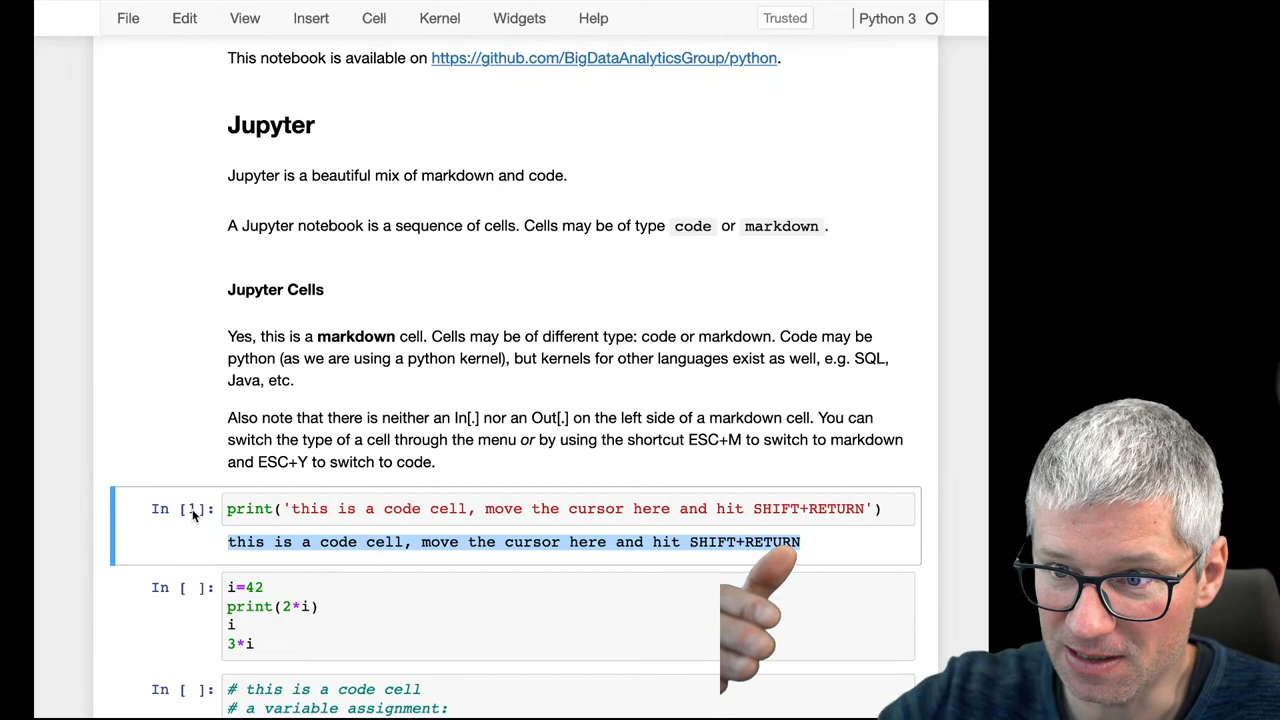 File Edit View Insert Cell Kernel Widgets Help Trusted Python 3
This notebook is available on https://github.com/BigDataAnalyticsGroup/python.
Jupyter
Jupyter is a beautiful mix of markdown and code.
A Jupyter notebook is a sequence of cells. Cells may be of type code or markdown .
Jupyter Cells
Yes, this is a markdown cell. Cells may be of different type: code or markdown. Code may be
python (as we are using a python kernel), but kernels for other languages exist as well, e.g. SQL,
Java, etc.
Also note that there is neither an In[.] nor an Out[.] on the left side of a markdown cell. You can
switch the type of a cell through the menu or by using the shortcut ESC+M to switch to markdown
and ESC+Y to switch to code.
In [1]: print('this is a code cell, move the cursor here and hit SHIFT+RETURN')
this is a code cell, move the cursor here and hit SHIFT+RETURN
In [ ]: i=42
print(2*i)
i
3*i
In [ ]: # this is a code cell
# a variable assignment: